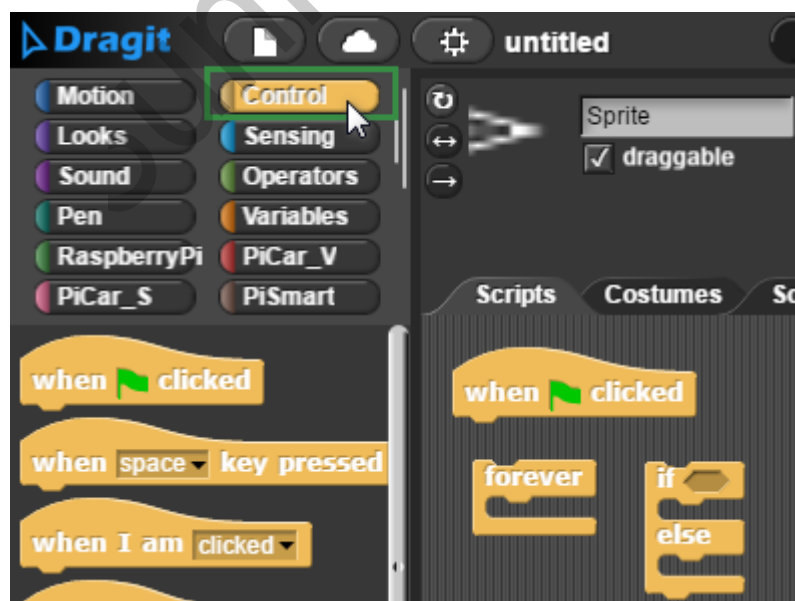 Dragit
untitled
Motion
Control
Looks
Sensing
Sound
Operators
Pen
Variables
RaspberryPi
PiCar_V
PiCar_S
PiSmart
Sprite
draggable
Scripts
Costumes
when clicked
when space key pressed
when I am clicked
when clicked
forever
if
else